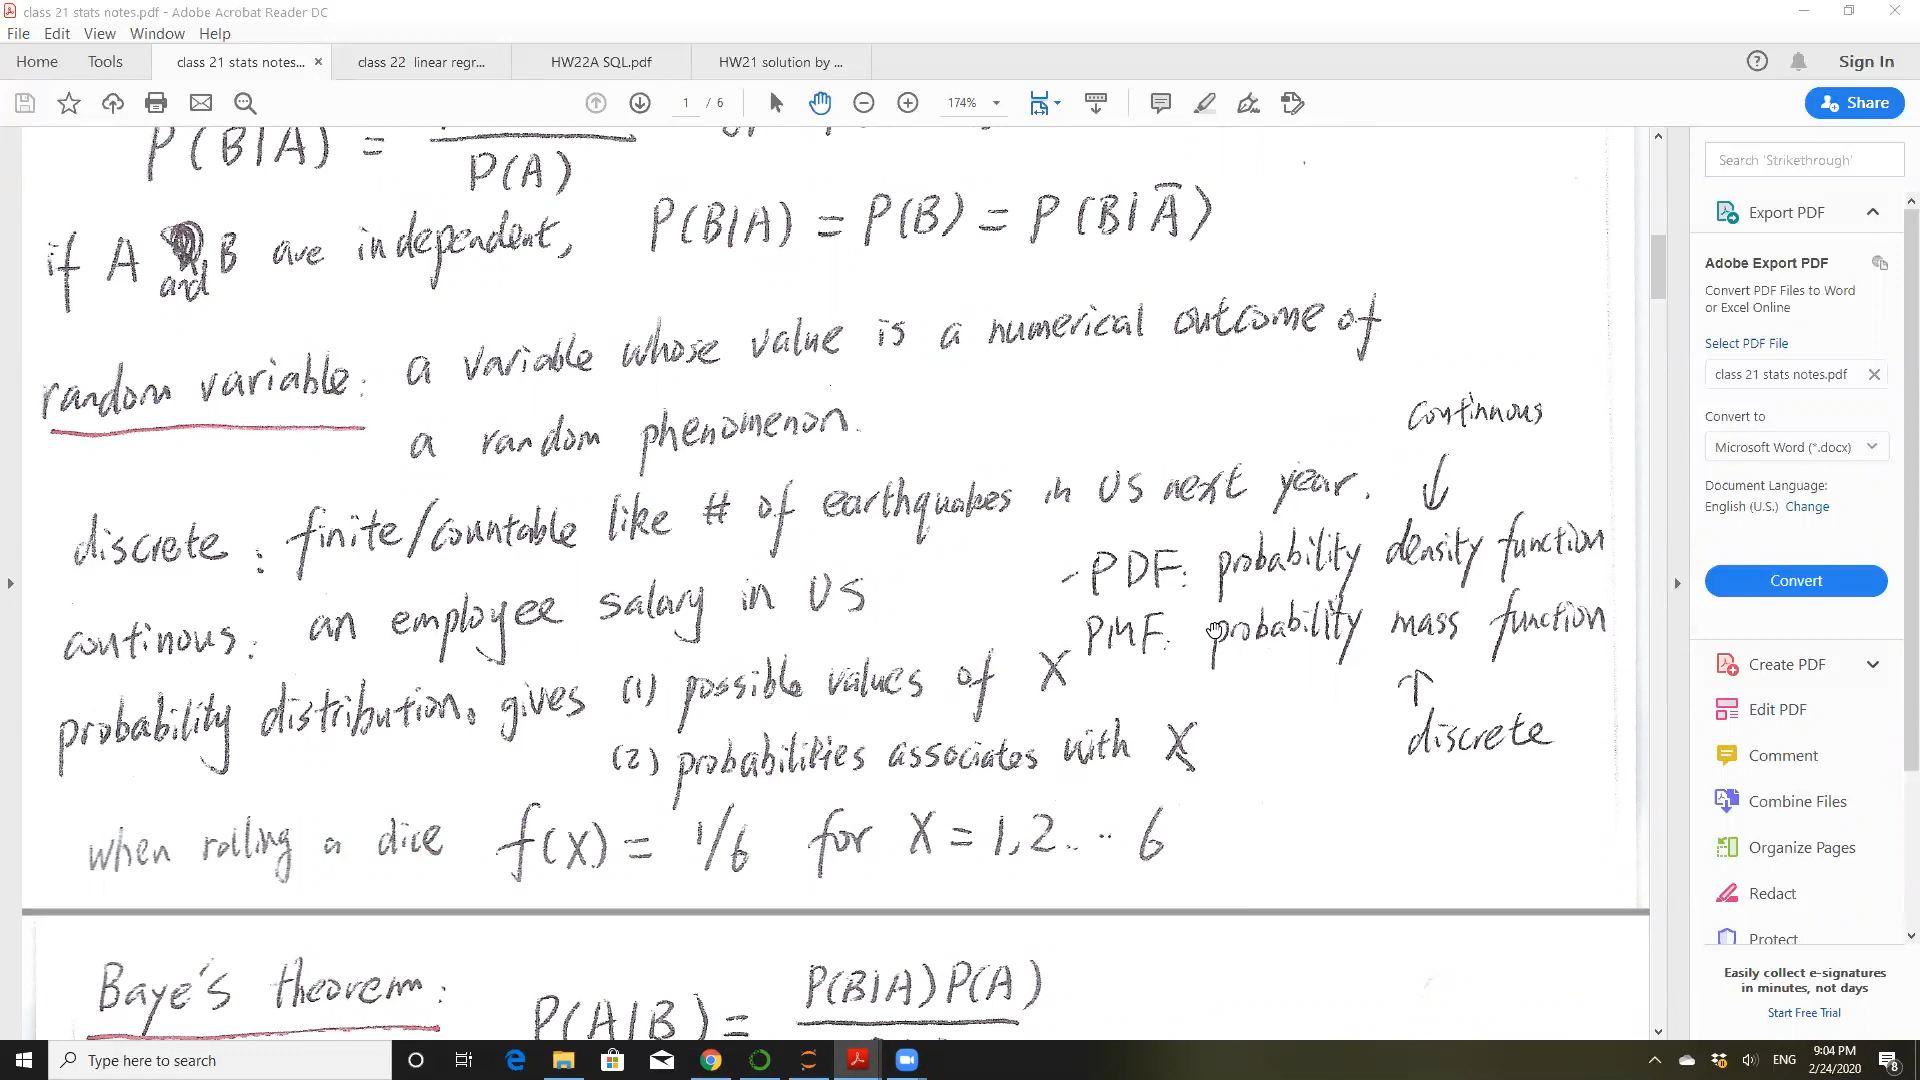 class 21 stats notes.pdf - Adobe Acrobat Reader DC
File Edit View Window Help
Home Tools class 21 stats notes... × class 22 linear regr... HW22A SQL.pdf HW21 solution by ... Sign In
1 / 6 174% Share
P(B|A) =
P(A)
if A and B are independent, P(B|A) = P(B) = P(B|Ā)
random variable: a variable whose value is a numerical outcome of
a random phenomenon.
continuous
↓
discrete: finite/countable like # of earthquakes in US next year.
- PDF: probability density function
continous: an employee salary in US
PMF: probability mass function
↑
discrete
probability distribution. gives (1) possible values of X
(2) probabilities associates with X
when rolling a dice f(X) = 1/6 for X = 1, 2 .. .. 6
Baye's theorem:
P(A|B) = P(B|A)P(A)
Search 'Strikethrough'
Export PDF
Adobe Export PDF
Convert PDF Files to Word
or Excel Online
Select PDF File
class 21 stats notes.pdf
Convert to
Microsoft Word (*.docx)
Document Language:
English (U.S.) Change
Convert
Create PDF
Edit PDF
Comment
Combine Files
Organize Pages
Redact
Protect
Easily collect e-signatures
in minutes, not days
Start Free Trial
Type here to search
ENG
9:04 PM
2/24/2020
8